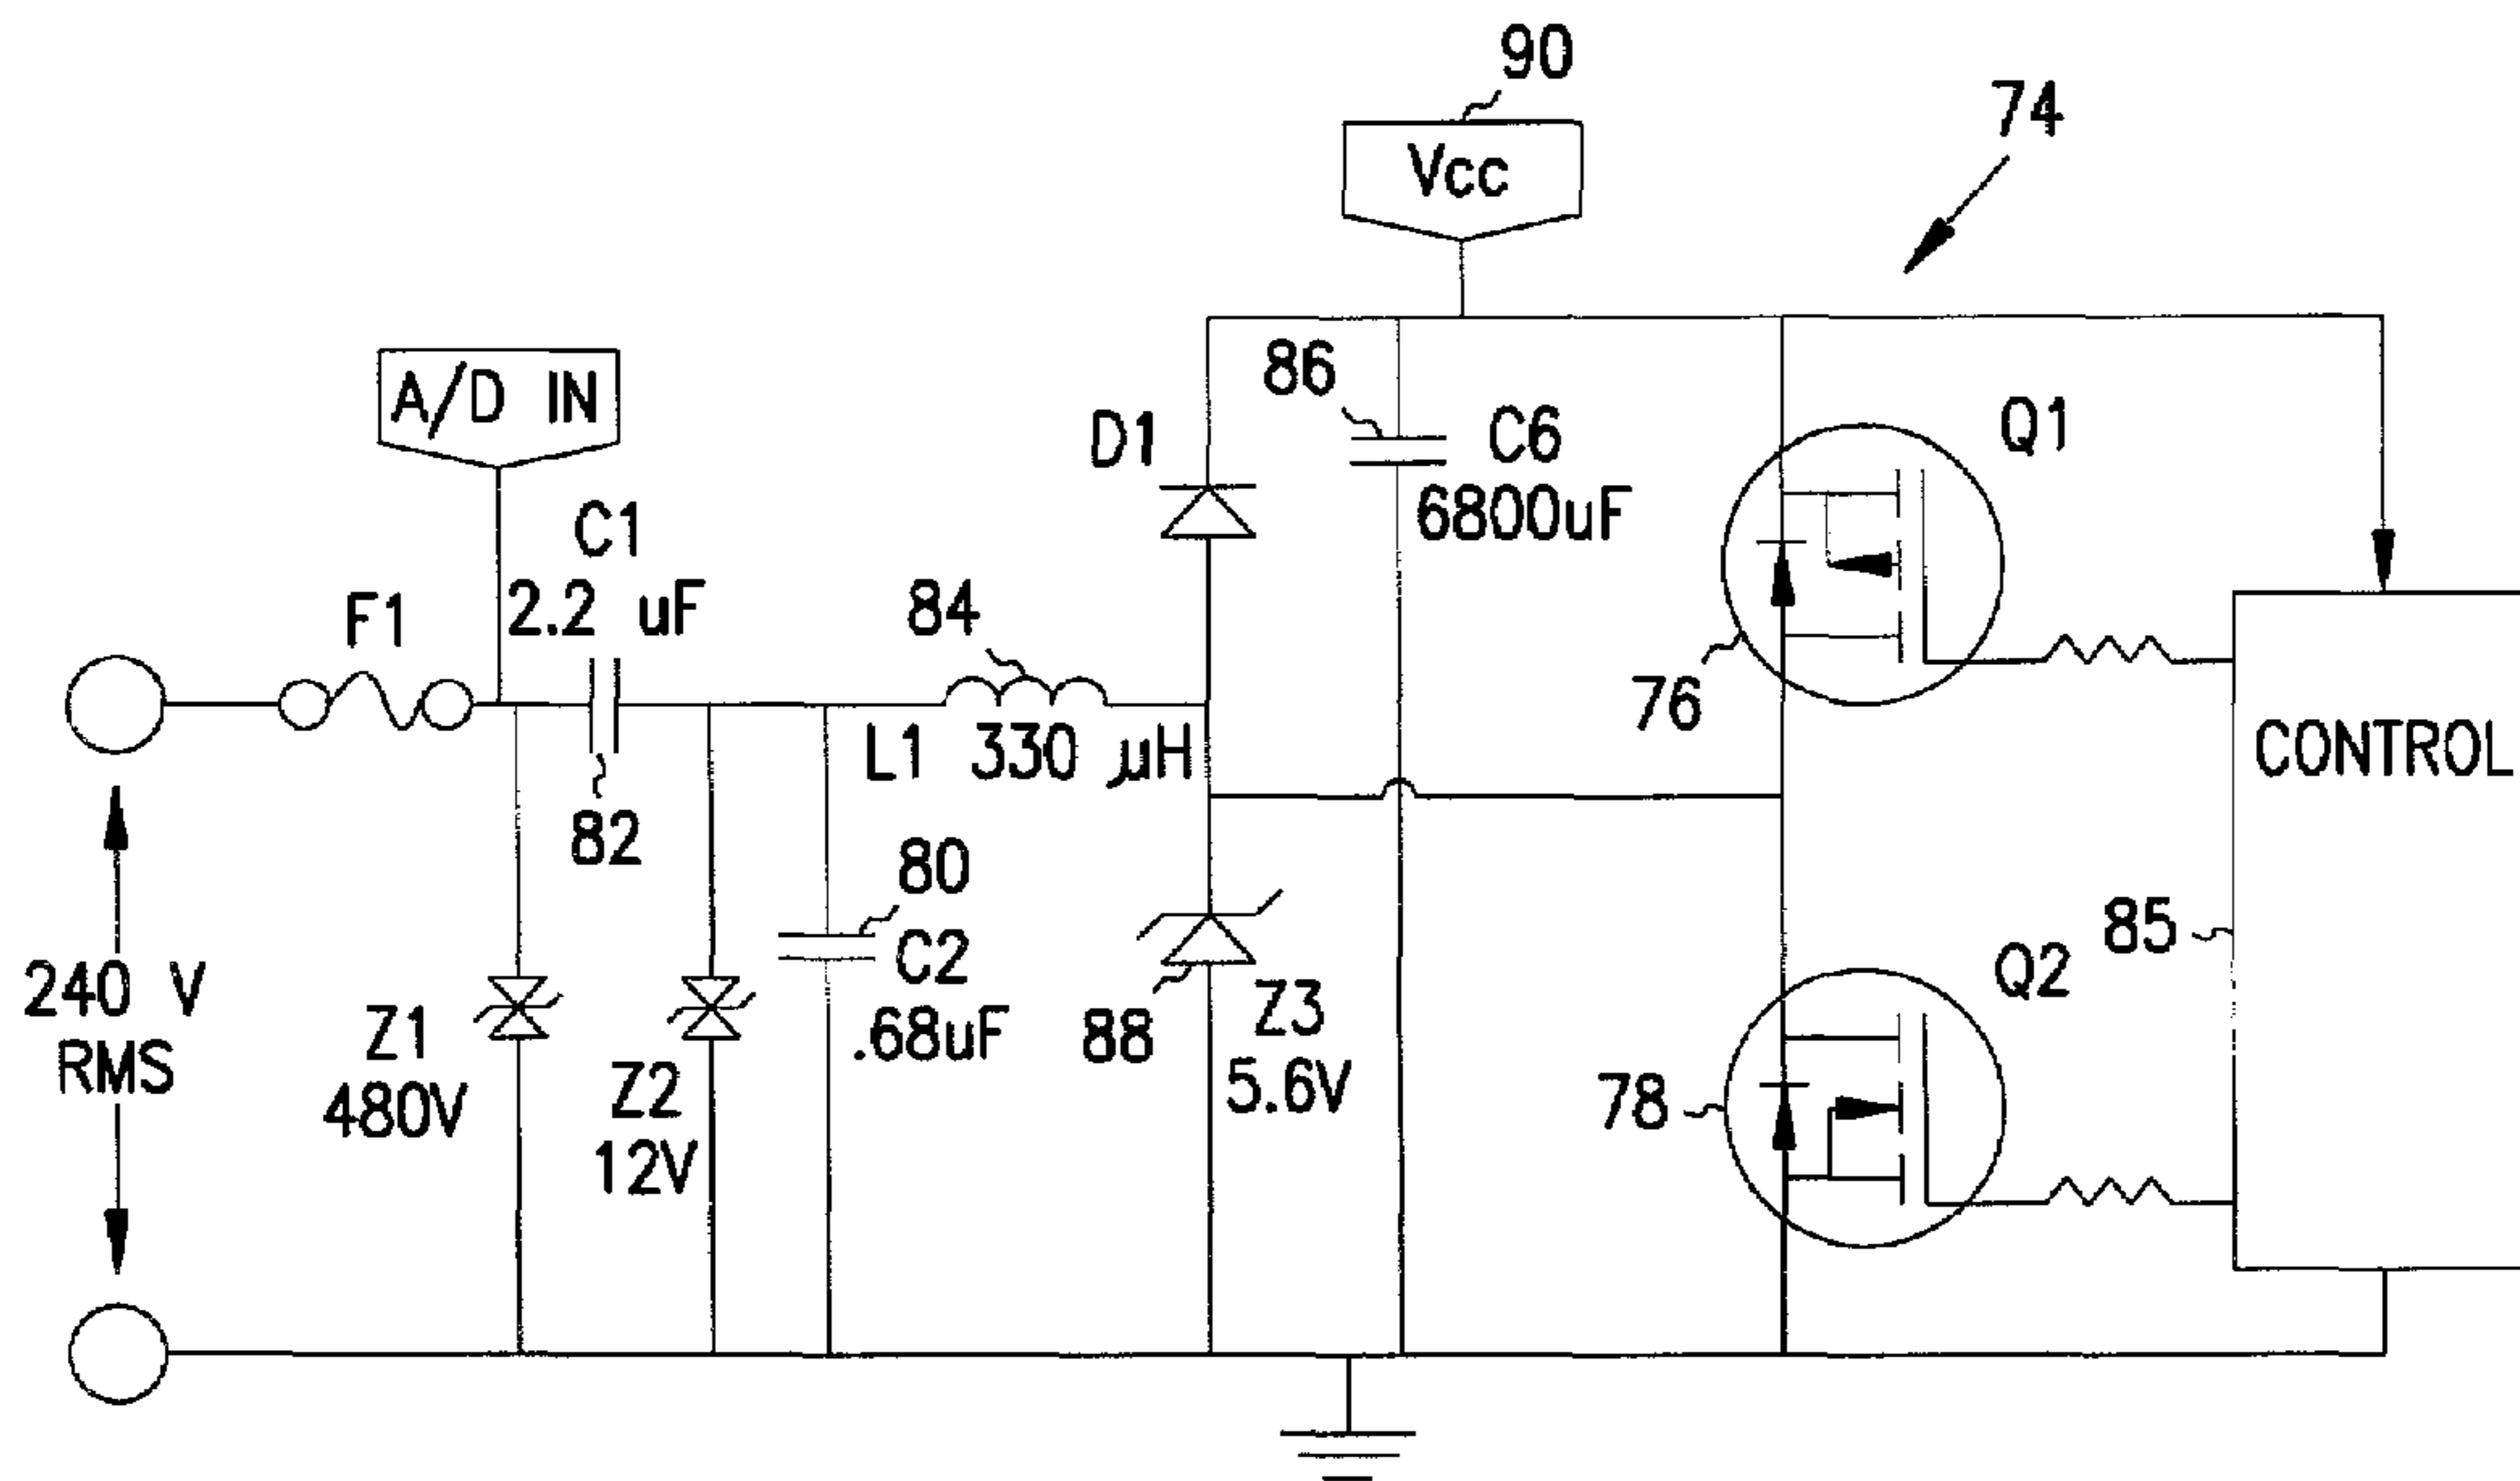 90
74
Vcc
A/D IN
86
D1
C6
6800uF
Q1
C1
2.2 uF
F1
84
76
L1 330 µH
CONTROL
82
80
C2
.68uF
85
Q2
240 V
RMS
Z1
480V
Z2
12V
88
Z3
5.6V
78